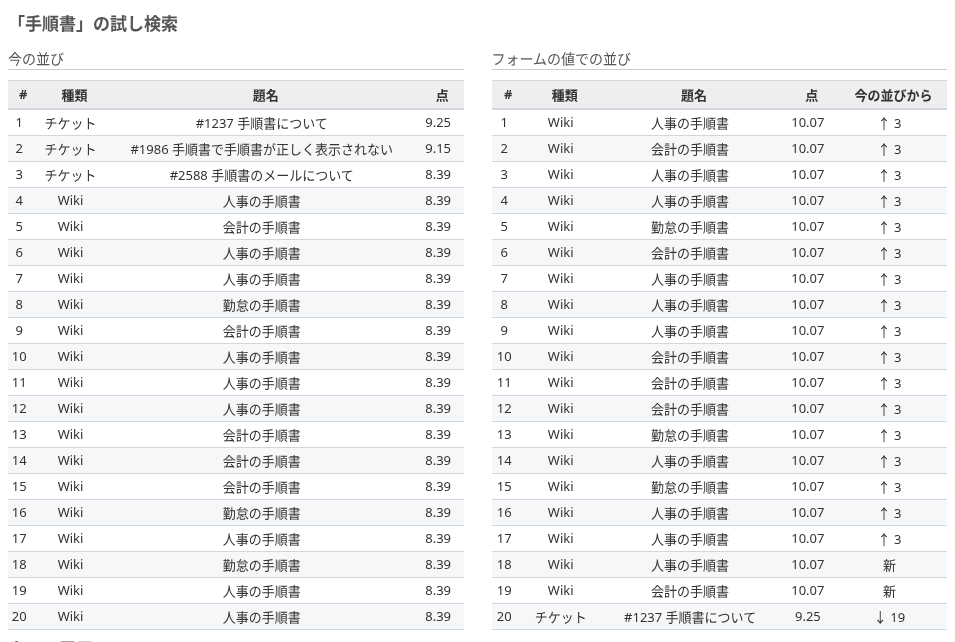 「手順書」の試し検索
今の並び
# 種類 題名 点
1 チケット #1237 手順書について 9.25
2 チケット #1986 手順書で手順書が正しく表示されない 9.15
3 チケット #2588 手順書のメールについて 8.39
4 Wiki 人事の手順書 8.39
5 Wiki 会計の手順書 8.39
6 Wiki 人事の手順書 8.39
7 Wiki 人事の手順書 8.39
8 Wiki 勤怠の手順書 8.39
9 Wiki 会計の手順書 8.39
10 Wiki 人事の手順書 8.39
11 Wiki 人事の手順書 8.39
12 Wiki 人事の手順書 8.39
13 Wiki 会計の手順書 8.39
14 Wiki 会計の手順書 8.39
15 Wiki 会計の手順書 8.39
16 Wiki 勤怠の手順書 8.39
17 Wiki 人事の手順書 8.39
18 Wiki 勤怠の手順書 8.39
19 Wiki 人事の手順書 8.39
20 Wiki 人事の手順書 8.39
フォームの値での並び
# 種類 題名 点 今の並びから
1 Wiki 人事の手順書 10.07 ↑ 3
2 Wiki 会計の手順書 10.07 ↑ 3
3 Wiki 人事の手順書 10.07 ↑ 3
4 Wiki 人事の手順書 10.07 ↑ 3
5 Wiki 勤怠の手順書 10.07 ↑ 3
6 Wiki 会計の手順書 10.07 ↑ 3
7 Wiki 人事の手順書 10.07 ↑ 3
8 Wiki 人事の手順書 10.07 ↑ 3
9 Wiki 人事の手順書 10.07 ↑ 3
10 Wiki 会計の手順書 10.07 ↑ 3
11 Wiki 会計の手順書 10.07 ↑ 3
12 Wiki 会計の手順書 10.07 ↑ 3
13 Wiki 勤怠の手順書 10.07 ↑ 3
14 Wiki 人事の手順書 10.07 ↑ 3
15 Wiki 勤怠の手順書 10.07 ↑ 3
16 Wiki 人事の手順書 10.07 ↑ 3
17 Wiki 人事の手順書 10.07 ↑ 3
18 Wiki 人事の手順書 10.07 新
19 Wiki 会計の手順書 10.07 新
20 チケット #1237 手順書について 9.25 ↓ 19